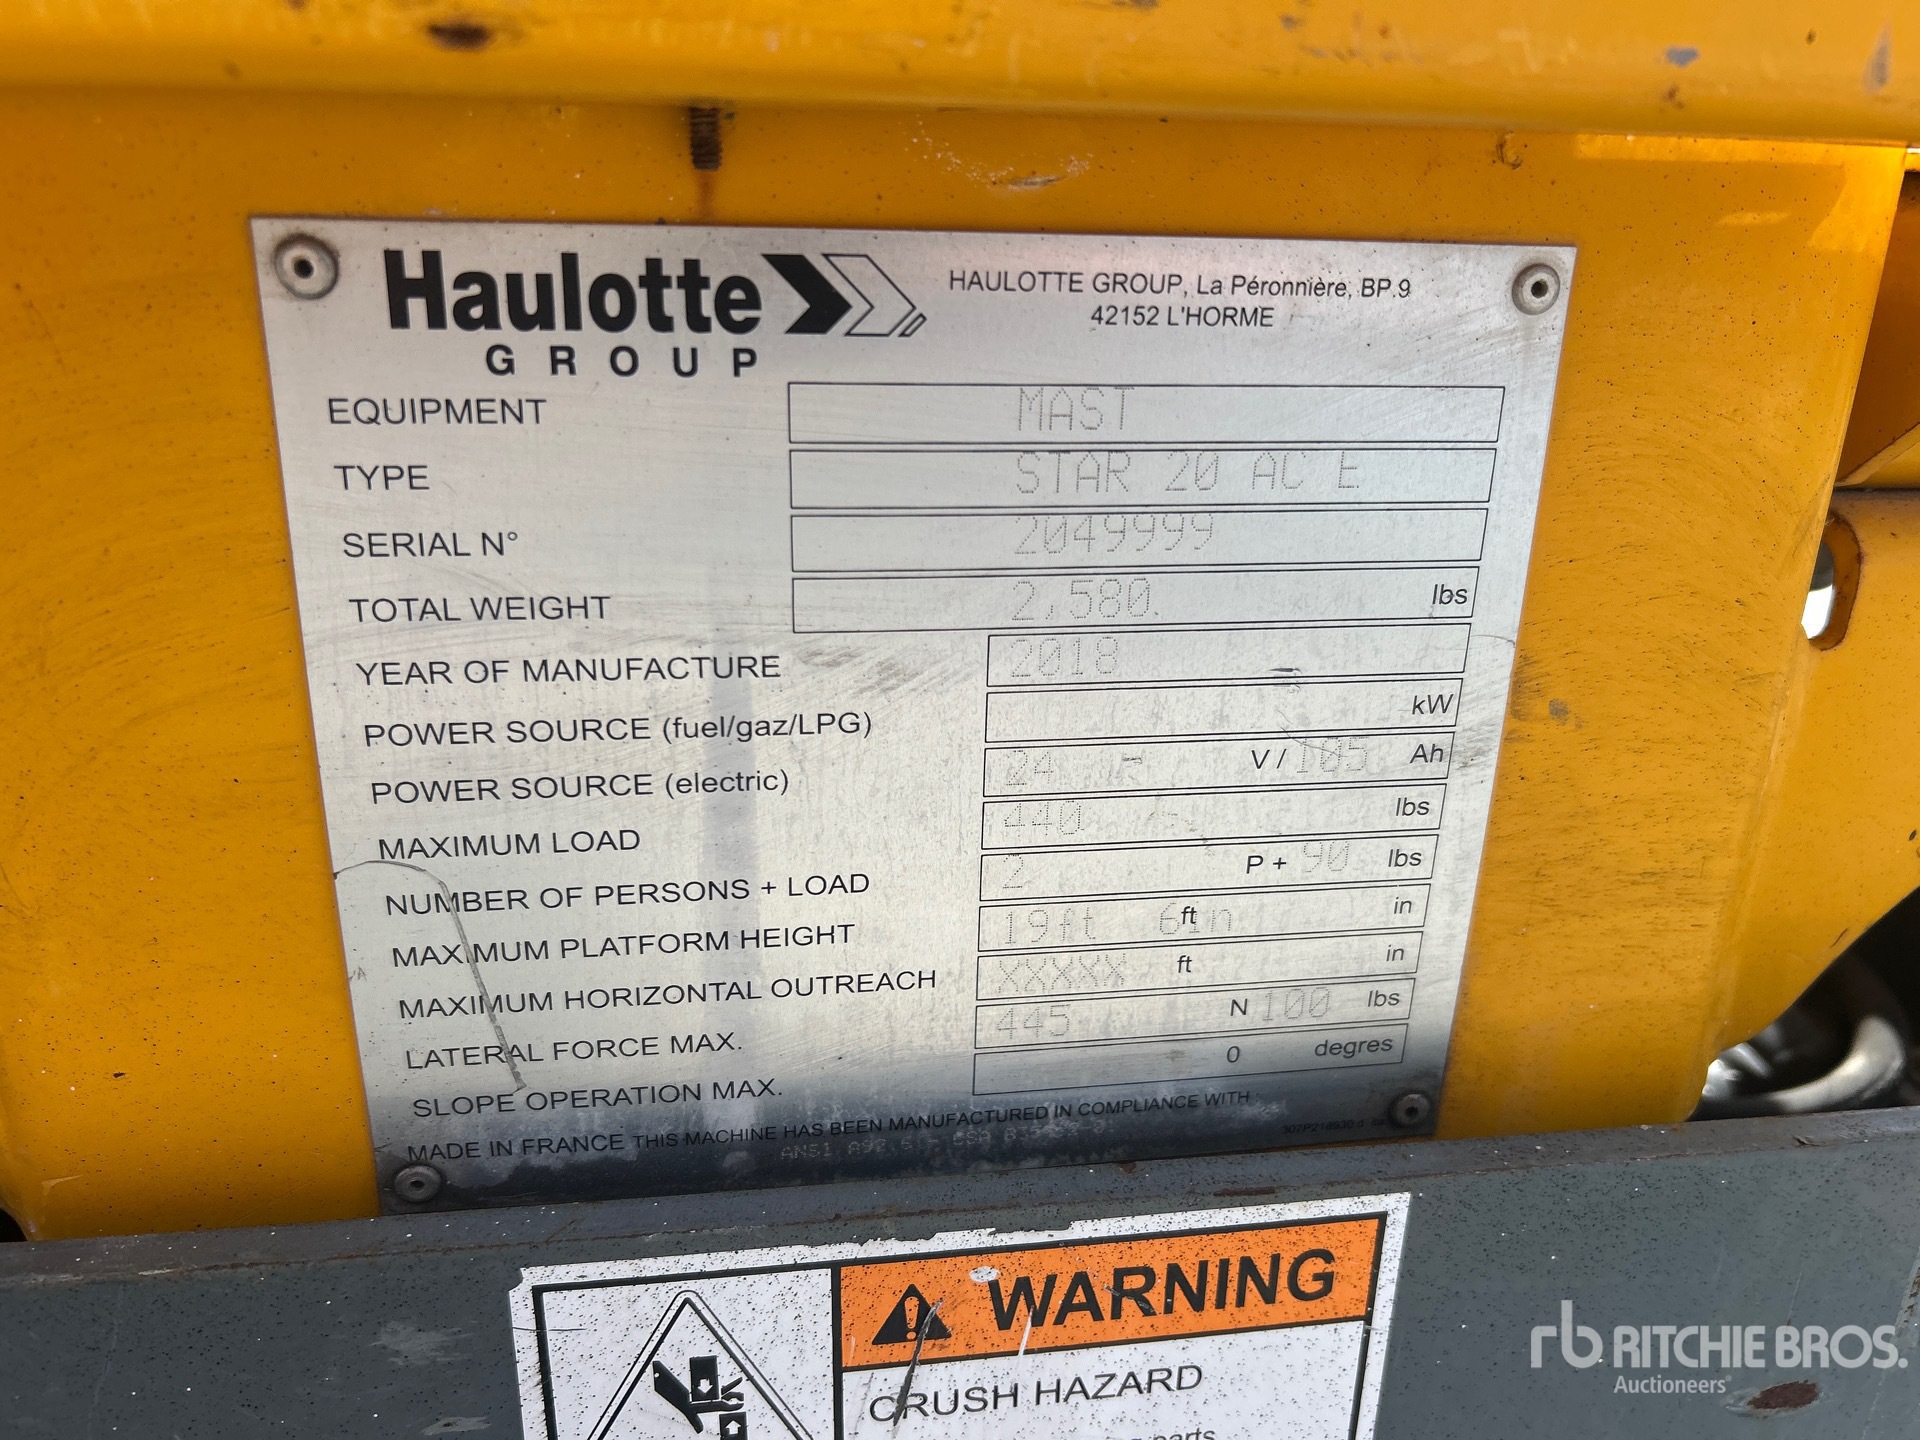 Haulotte
GROUP
HAULOTTE GROUP, La Péronnière, BP.9
42152 L'HORME
EQUIPMENT MAST
TYPE STAR 20 AC E
SERIAL N° 2049999
TOTAL WEIGHT 2,580 lbs
YEAR OF MANUFACTURE 2018
POWER SOURCE (fuel/gaz/LPG) kW
POWER SOURCE (electric) 24 = V / 105 Ah
MAXIMUM LOAD 440 lbs
NUMBER OF PERSONS + LOAD 2 P + 90 lbs
MAXIMUM PLATFORM HEIGHT 19ft 6in ft in
MAXIMUM HORIZONTAL OUTREACH XXXXX ft in
LATERAL FORCE MAX. 445 N 100 lbs
SLOPE OPERATION MAX. 0 degres
MADE IN FRANCE THIS MACHINE HAS BEEN MANUFACTURED IN COMPLIANCE WITH :
ANSI
WARNING
CRUSH HAZARD
parts
rb RITCHIE BROS.
Auctioneers